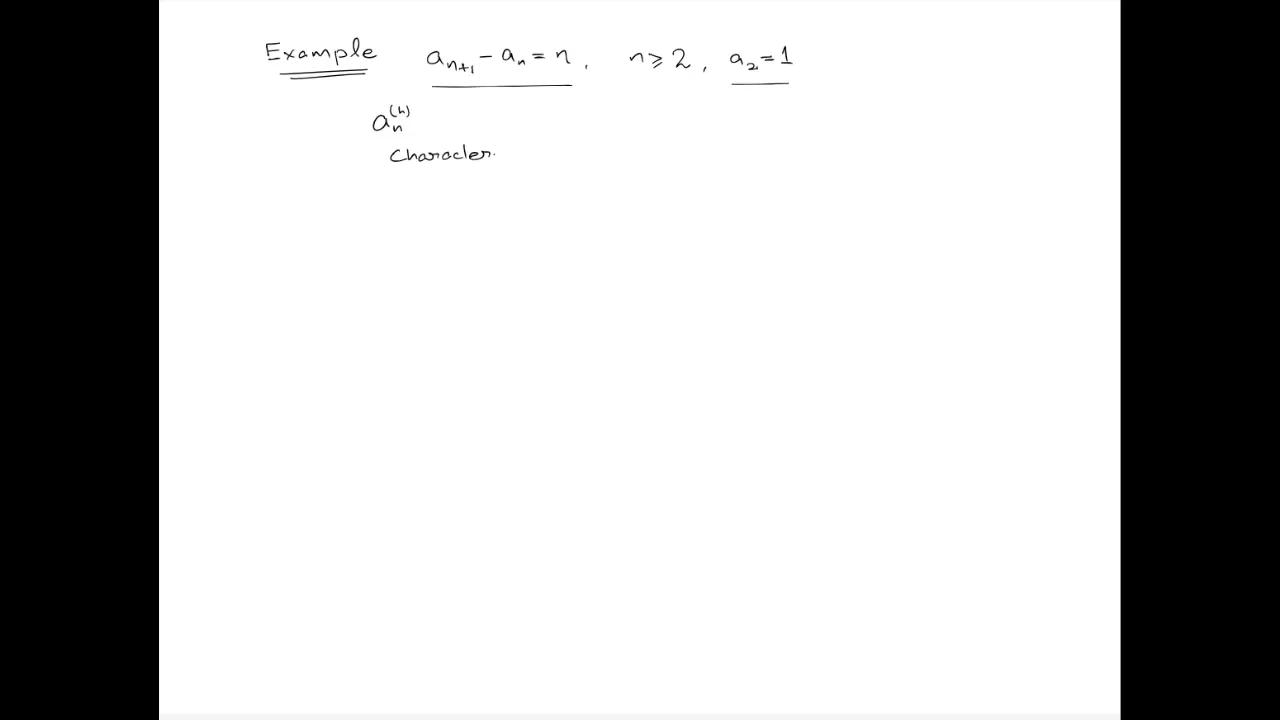 Example a_{n+1} - a_n = n , n ≥ 2 , a_2 = 1
a_n^{(h)}
Character.